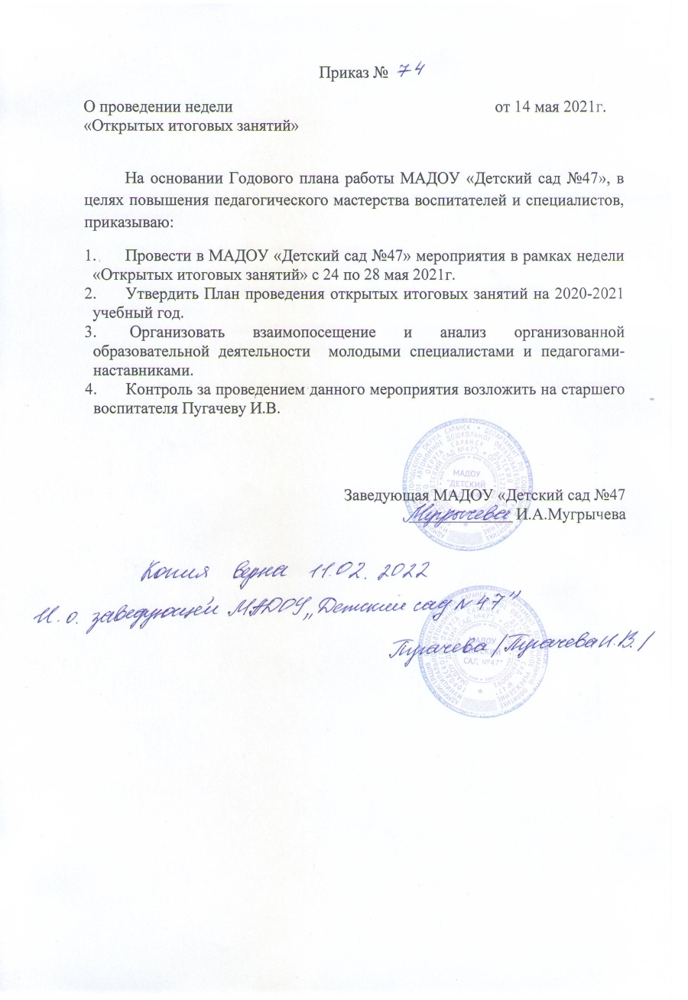 Приказ № 74
О проведении недели от 14 мая 2021г.
«Открытых итоговых занятий»
На основании Годового плана работы МАДОУ «Детский сад №47», в
целях повышения педагогического мастерства воспитателей и специалистов,
приказываю:
1. Провести в МАДОУ «Детский сад №47» мероприятия в рамках недели
«Открытых итоговых занятий» с 24 по 28 мая 2021г.
2. Утвердить План проведения открытых итоговых занятий на 2020-2021
учебный год.
3. Организовать взаимопосещение и анализ организованной
образовательной деятельности молодыми специалистами и педагогами-
наставниками.
4. Контроль за проведением данного мероприятия возложить на старшего
воспитателя Пугачеву И.В.
МАДОУ
"ДЕТСКИЙ
Заведующая МАДОУ «Детский сад №47
Мугрычева И.А.Мугрычева
Копия верна 11.02.2022
И.о. заведующей МАДОУ „Детский сад №47"
Пугачева /Пугачева И.В./
МАДОУ
САД №47"